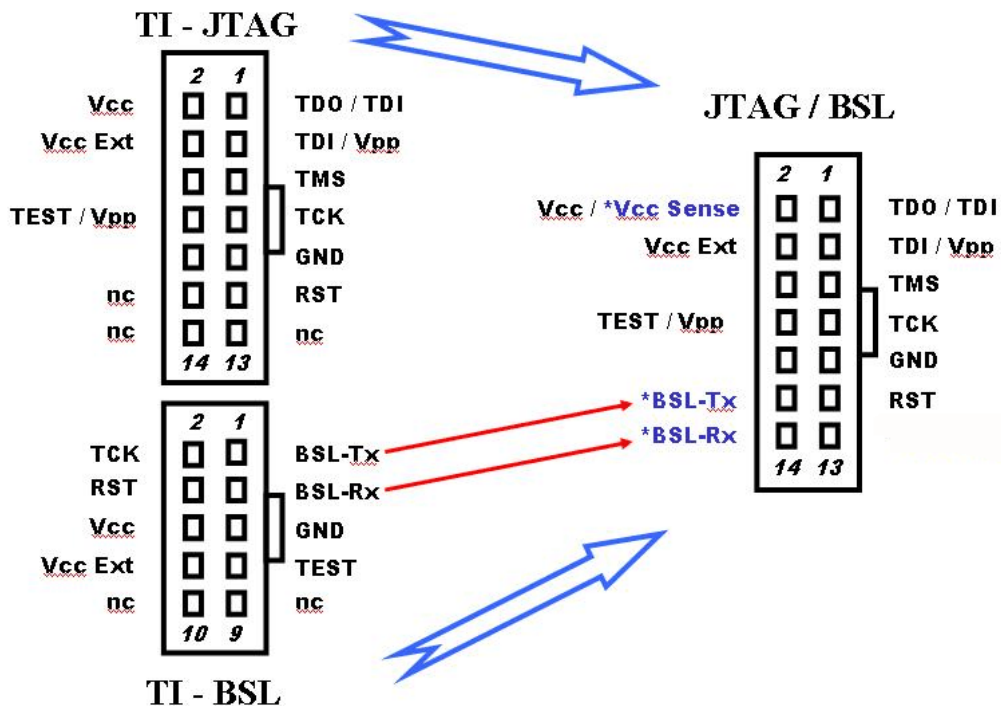 TI - JTAG
2 1
Vcc TDO / TDI
Vcc Ext TDI / Vpp
TMS
TEST / Vpp TCK
GND
nc RST
nc nc
14 13
2 1
TCK BSL-Tx
RST BSL-Rx
Vcc GND
Vcc Ext TEST
nc nc
10 9
TI - BSL
JTAG / BSL
2 1
Vcc / *Vcc Sense TDO / TDI
Vcc Ext TDI / Vpp
TMS
TEST / Vpp TCK
GND
*BSL-Tx RST
*BSL-Rx
14 13